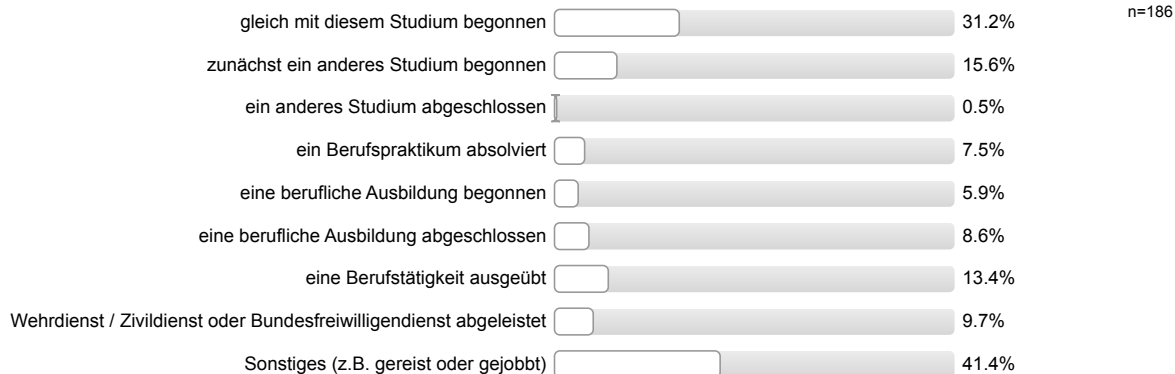 gleich mit diesem Studium begonnen 31.2% n=186
zunächst ein anderes Studium begonnen 15.6%
ein anderes Studium abgeschlossen 0.5%
ein Berufspraktikum absolviert 7.5%
eine berufliche Ausbildung begonnen 5.9%
eine berufliche Ausbildung abgeschlossen 8.6%
eine Berufstätigkeit ausgeübt 13.4%
Wehrdienst / Zivildienst oder Bundesfreiwilligendienst abgeleistet 9.7%
Sonstiges (z.B. gereist oder gejobbt) 41.4%